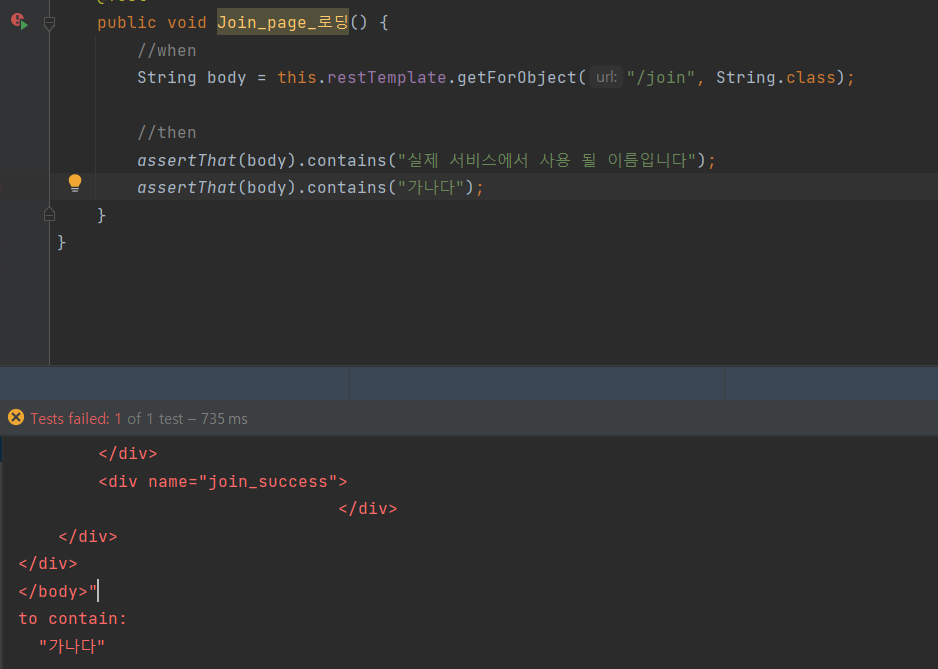 public void Join_page_로딩() {
//when
String body = this.restTemplate.getForObject( url: "/join", String.class);
//then
assertThat(body).contains("실제 서비스에서 사용 될 이름입니다");
assertThat(body).contains("가나다");
}
}
Tests failed: 1 of 1 test – 735 ms
</div>
<div name="join_success">
</div>
</div>
</div>
</body>"
to contain:
"가나다"